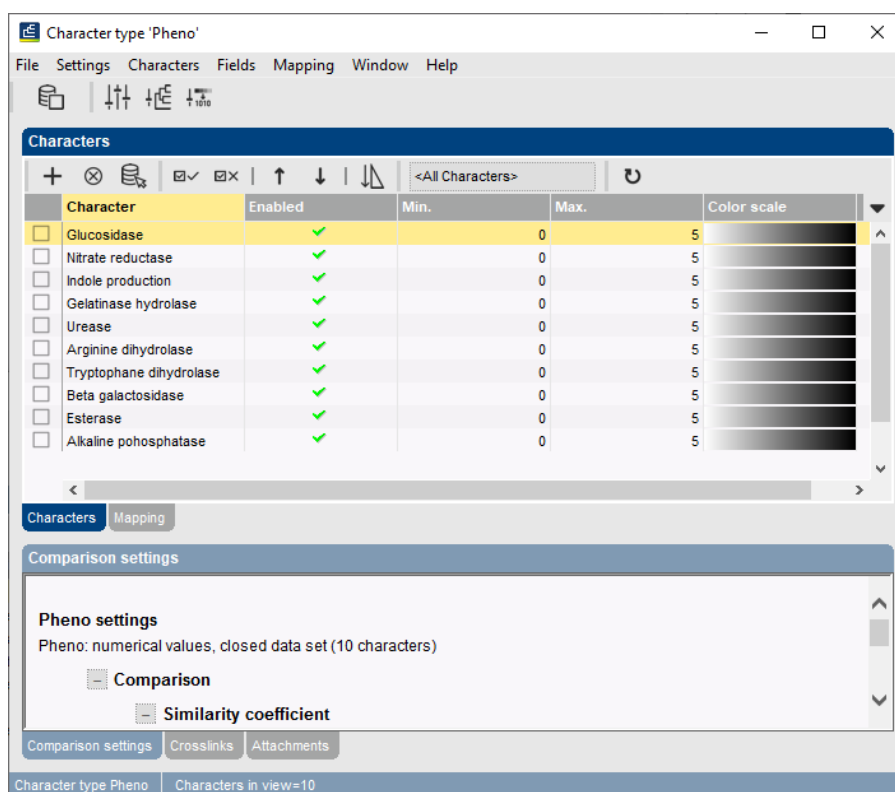 Character type 'Pheno'
File Settings Characters Fields Mapping Window Help
Characters
<All Characters>
Character Enabled Min. Max. Color scale
Glucosidase 0 5
Nitrate reductase 0 5
Indole production 0 5
Gelatinase hydrolase 0 5
Urease 0 5
Arginine dihydrolase 0 5
Tryptophane dihydrolase 0 5
Beta galactosidase 0 5
Esterase 0 5
Alkaline pohosphatase 0 5
Characters Mapping
Comparison settings
Pheno settings
Pheno: numerical values, closed data set (10 characters)
Comparison
Similarity coefficient
Comparison settings Crosslinks Attachments
Character type Pheno Characters in view=10